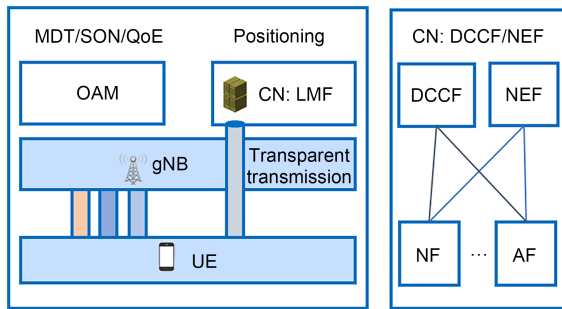 MDT/SON/QoE
Positioning
OAM
CN: LMF
gNB
Transparent
transmission
UE
CN: DCCF/NEF
DCCF
NEF
NF
...
AF